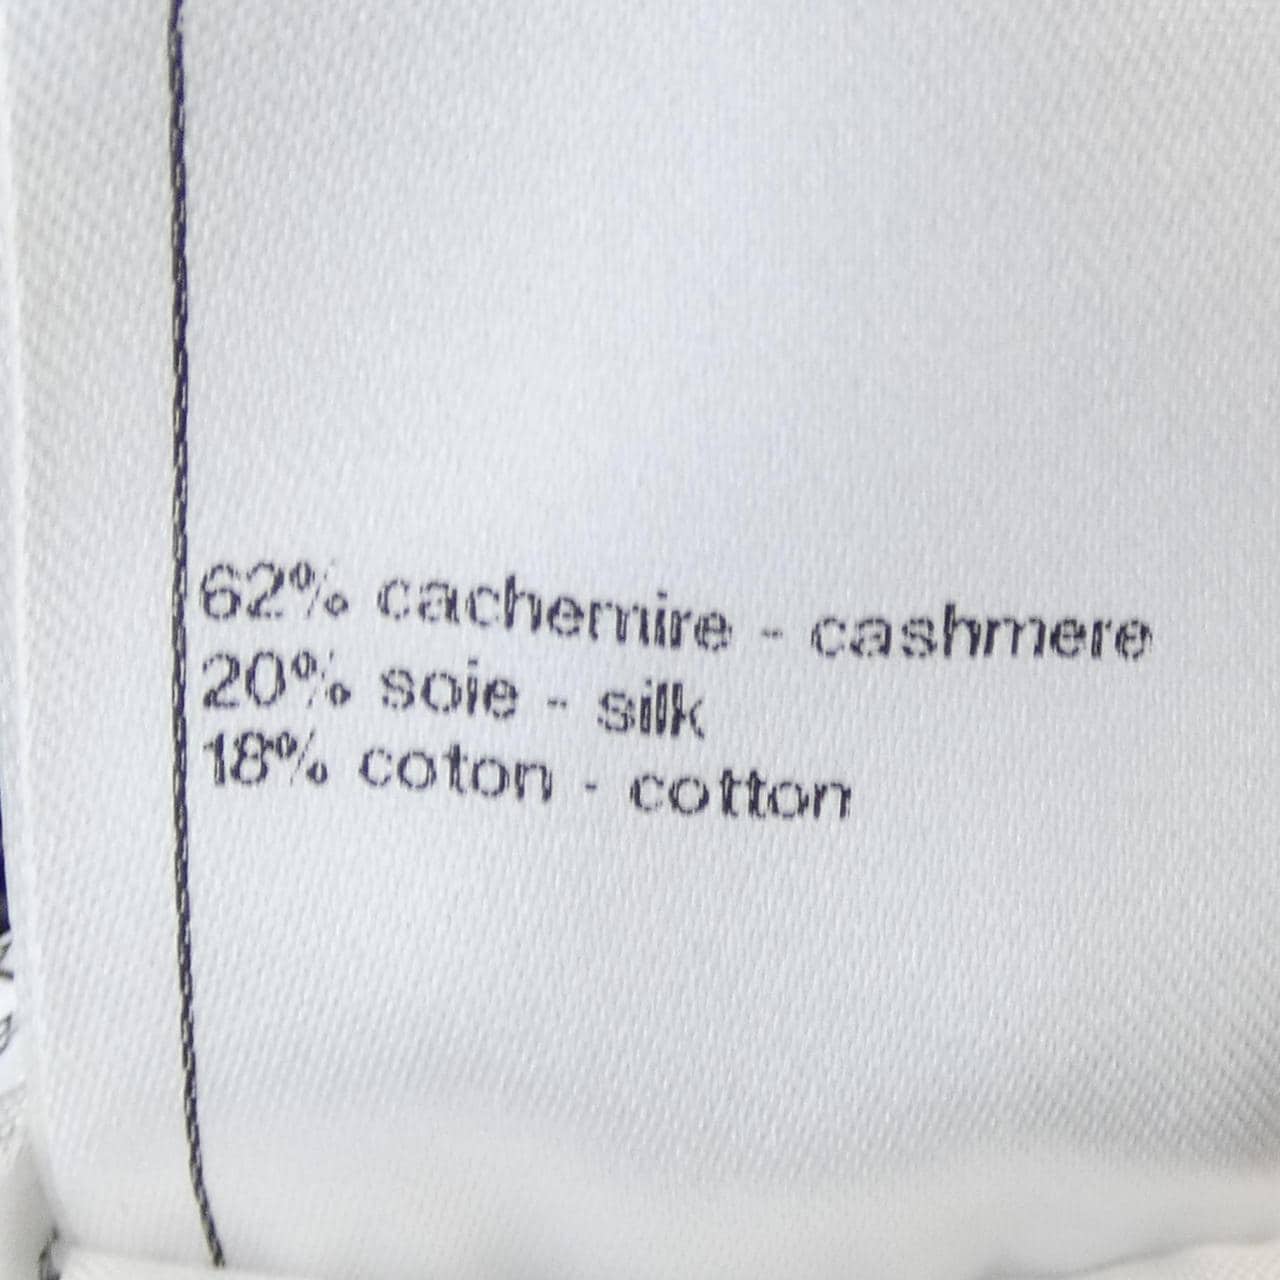 62% cachemire - cashmere
20% soie - silk
18% coton - cotton